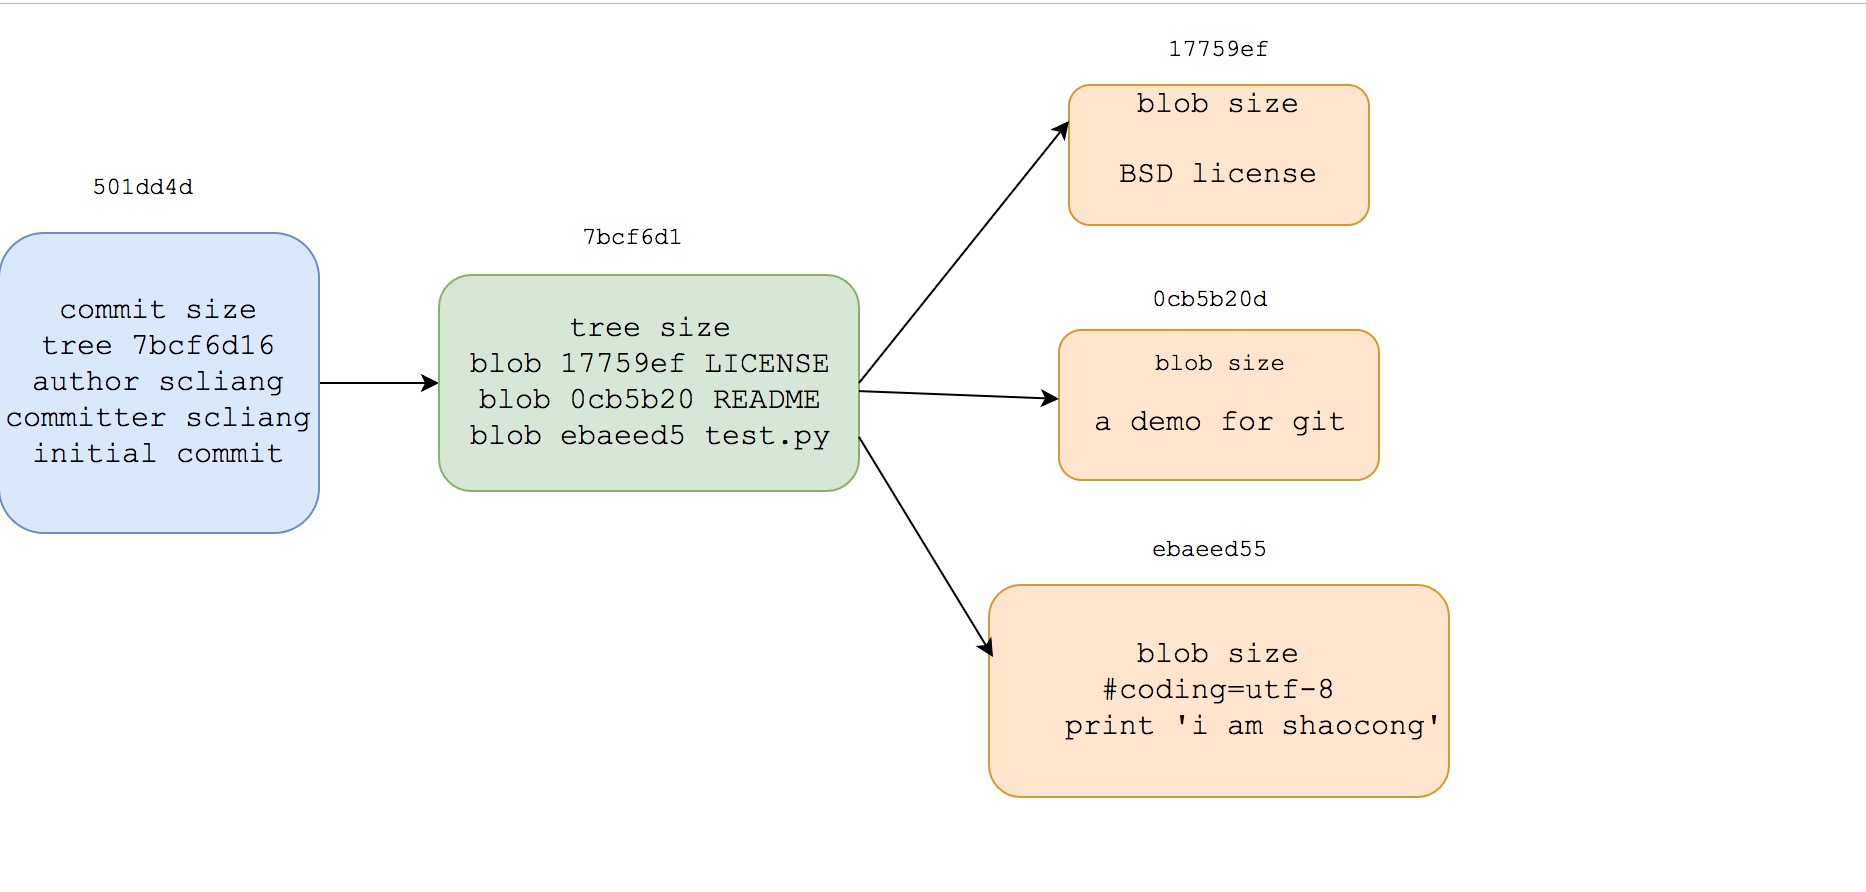 501dd4d
commit size
tree 7bcf6d16
author scliang
committer scliang
initial commit
7bcf6d1
tree size
blob 17759ef LICENSE
blob 0cb5b20 README
blob ebaeed5 test.py
17759ef
blob size
BSD license
0cb5b20d
blob size
a demo for git
ebaeed55
blob size
#coding=utf-8
print 'i am shaocong'